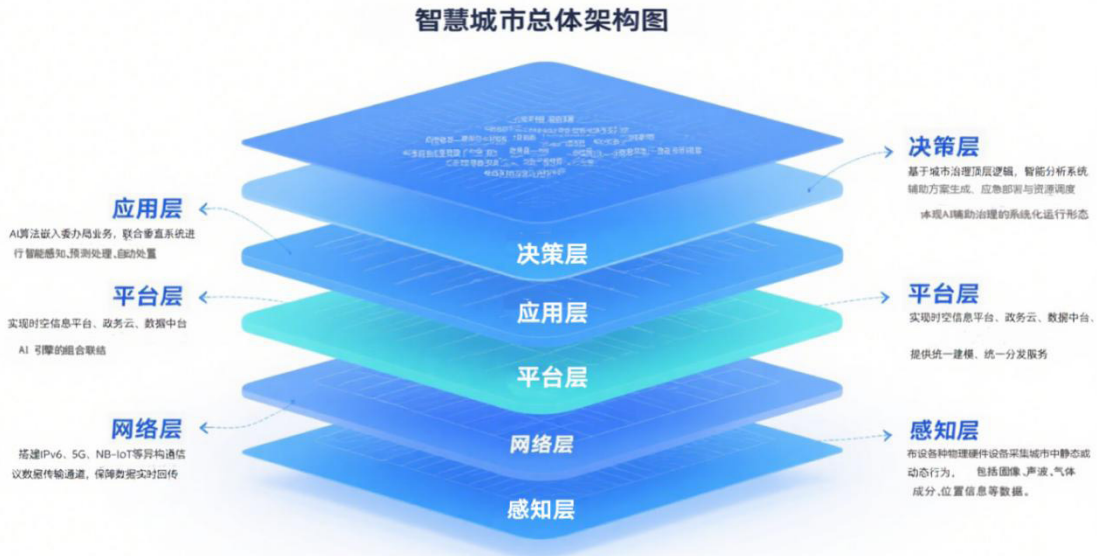 智慧城市总体架构图
决策层
基于城市治理顶层逻辑，智能分析系统
辅助方案生成、应急部署与资源调度
体现AI辅助治理的系统化运行形态
应用层
AI算法嵌入委办局业务，联合垂直系统进
行智能感知、预测处理、自动处置
平台层
实现时空信息平台、政务云、数据中台
AI 引擎的组合联结
平台层
实现时空信息平台、政务云、数据中台、
提供统一建模、统一分发服务
网络层
搭建IPv6、5G、NB-IoT等异构通信
议数据传输通道，保障数据实时回传
感知层
布设各种物理硬件设备采集城市中静态或
动态行为， 包括图像、声波、气体
成分、位置信息等数据。
决策层
应用层
平台层
网络层
感知层